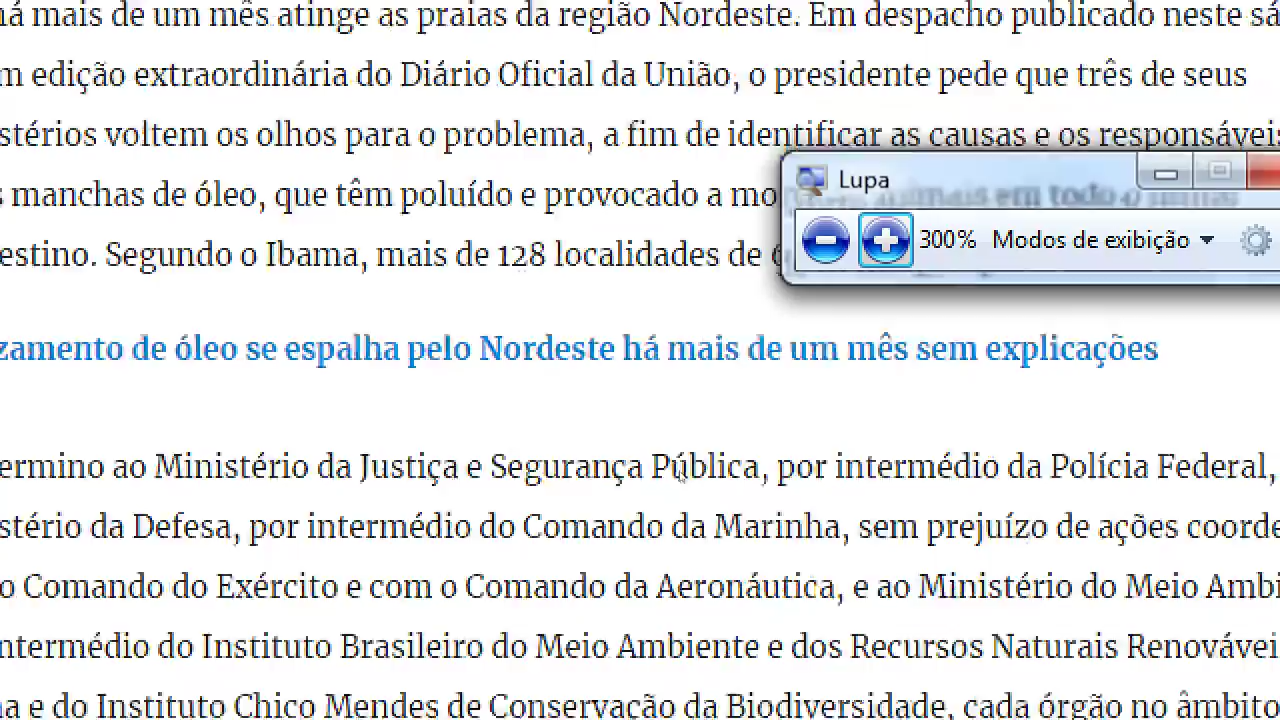 há mais de um mês atinge as praias da região Nordeste. Em despacho publicado neste sá
m edição extraordinária do Diário Oficial da União, o presidente pede que três de seus
stérios voltem os olhos para o problema, a fim de identificar as causas e os responsáveis
s manchas de óleo, que têm poluído e provocado a mo animais em todo o
estino. Segundo o Ibama, mais de 128 localidades de
Lupa
300% Modos de exibição
zamento de óleo se espalha pelo Nordeste há mais de um mês sem explicações
ermino ao Ministério da Justiça e Segurança Pública, por intermédio da Polícia Federal,
stério da Defesa, por intermédio do Comando da Marinha, sem prejuízo de ações coorde
o Comando do Exército e com o Comando da Aeronáutica, e ao Ministério do Meio Ambi
ntermédio do Instituto Brasileiro do Meio Ambiente e dos Recursos Naturais Renovávei
na e do Instituto Chico Mendes de Conservação da Biodiversidade, cada órgão no âmbito